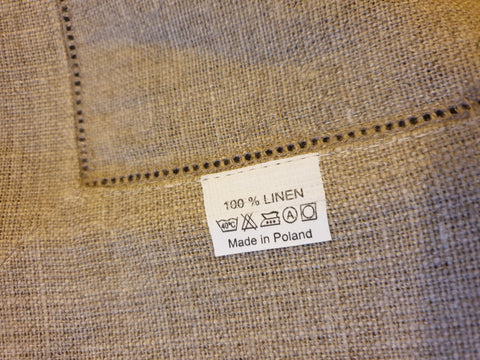 100 % LINEN
40°C A
Made in Poland